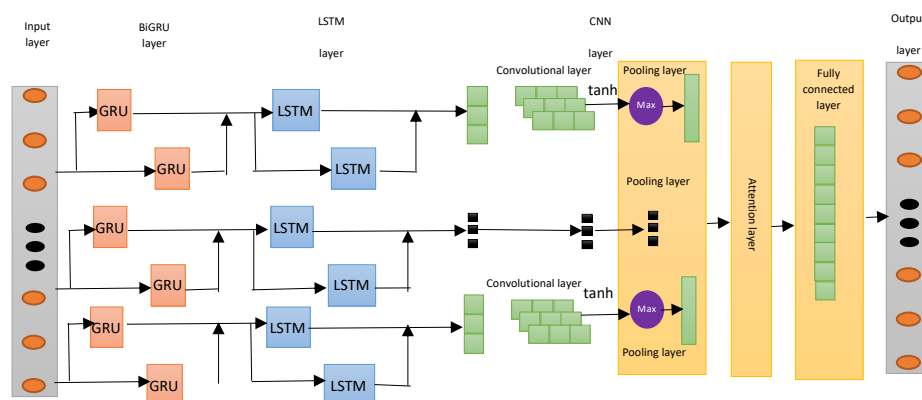 Input
layer
BiGRU
layer
LSTM
layer
CNN
layer
Output
layer
Convolutional layer
tanh
Pooling layer
Fully
connected
layer
GRU
LSTM
Max
GRU
LSTM
Pooling layer
Attention layer
GRU
LSTM
GRU
LSTM
Convolutional layer
tanh
GRU
LSTM
Max
Pooling layer
GRU
LSTM